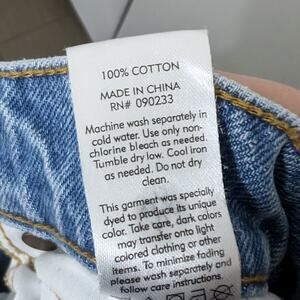 100% COTTON
MADE IN CHINA
RN# 090233
Machine wash separately in
cold water. Use only non-
chlorine bleach as needed.
Tumble dry low. Cool iron
as needed. Do not dry
clean.
This garment was specially
dyed to produce its unique
color. Take care, dark colors
may transfer onto light
colored clothing or other
items. To minimize fading
please wash separately and
follow care instructions.